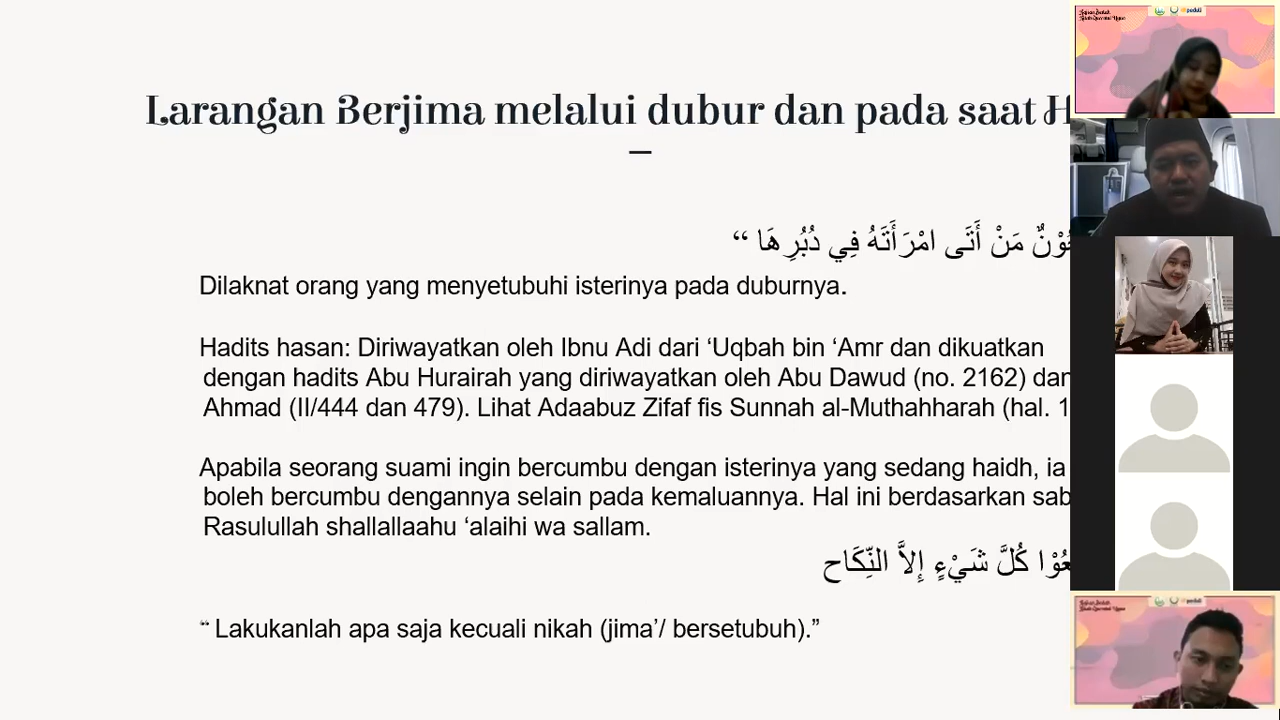 Larangan Berjima melalui dubur dan pada saat H
مَنْ أَتَى امْرَأَتَهُ فِي دُبُرِهَا “
Dilaknat orang yang menyetubuhi isterinya pada duburnya.
Hadits hasan: Diriwayatkan oleh Ibnu Adi dari ‘Uqbah bin ‘Amr dan dikuatkan
dengan hadits Abu Hurairah yang diriwayatkan oleh Abu Dawud (no. 2162) dan
Ahmad (II/444 dan 479). Lihat Adaabuz Zifaf fis Sunnah al-Muthahharah (hal. 1
Apabila seorang suami ingin bercumbu dengan isterinya yang sedang haidh, ia
boleh bercumbu dengannya selain pada kemaluannya. Hal ini berdasarkan sab
Rasulullah shallallaahu ‘alaihi wa sallam.
كُلَّ شَيْءٍ إِلاَّ النِّكَاح
“ Lakukanlah apa saja kecuali nikah (jima’/ bersetubuh).”